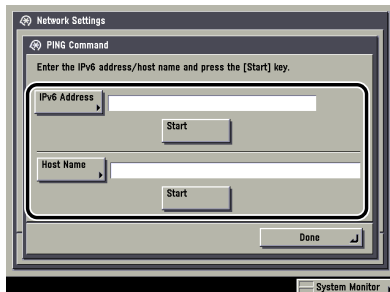 Network Settings
PING Command
Enter the IPv6 address/host name and press the [Start] key.
IPv6 Address
Start
Host Name
Start
Done
System Monitor